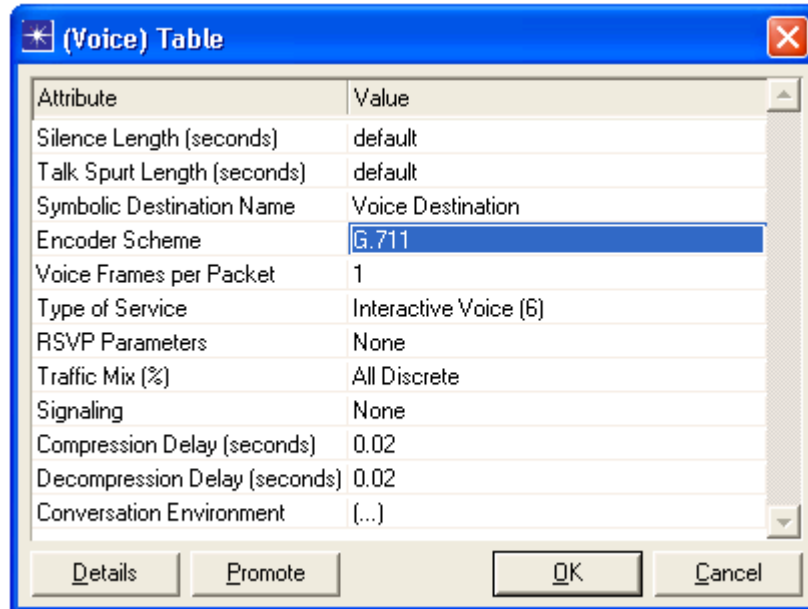 (Voice) Table
Attribute Value
Silence Length (seconds) default
Talk Spurt Length (seconds) default
Symbolic Destination Name Voice Destination
Encoder Scheme G.711
Voice Frames per Packet 1
Type of Service Interactive Voice (6)
RSVP Parameters None
Traffic Mix (%) All Discrete
Signaling None
Compression Delay (seconds) 0.02
Decompression Delay (seconds) 0.02
Conversation Environment (...)
Details Promote OK Cancel